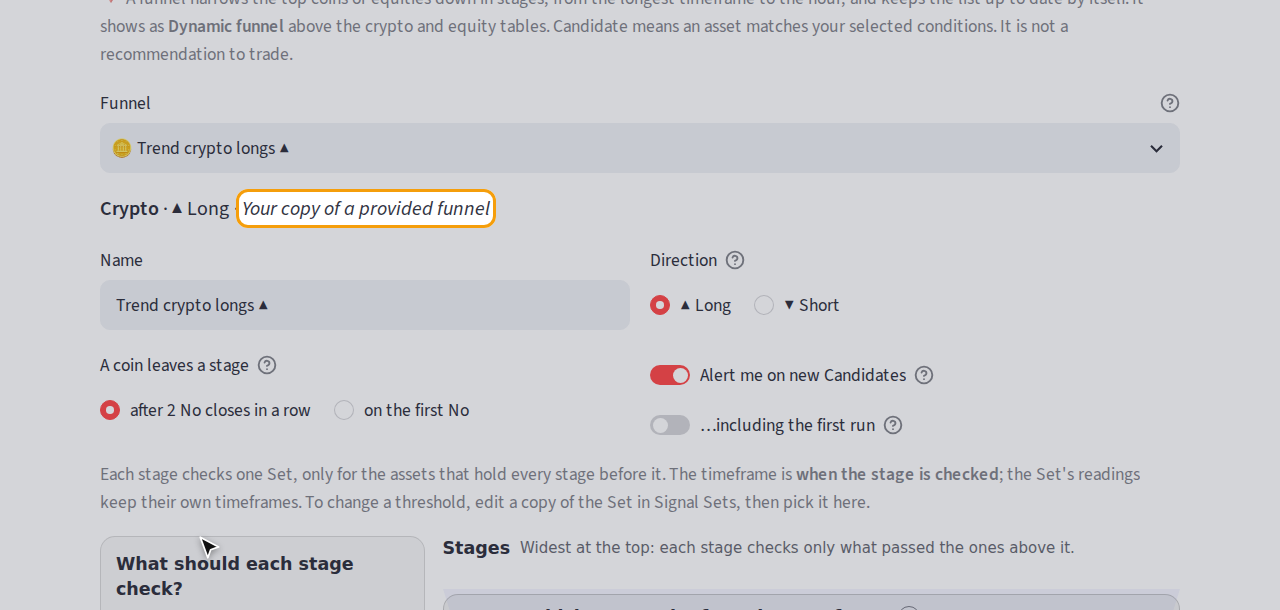 A funnel narrows the top coins or equities down in stages, from the longest timeframe to the hour, and keeps the list up to date by itself. It
shows as Dynamic funnel above the crypto and equity tables. Candidate means an asset matches your selected conditions. It is not a
recommendation to trade.
Funnel
🪙 Trend crypto longs ▲
Crypto · ▲ Long · Your copy of a provided funnel
Name
Direction
Trend crypto longs ▲
▲ Long ▼ Short
A coin leaves a stage
Alert me on new Candidates
after 2 No closes in a row on the first No
…including the first run
Each stage checks one Set, only for the assets that hold every stage before it. The timeframe is when the stage is checked; the Set's readings
keep their own timeframes. To change a threshold, edit a copy of the Set in Signal Sets, then pick it here.
What should each stage
check?
Stages Widest at the top: each stage checks only what passed the ones above it.